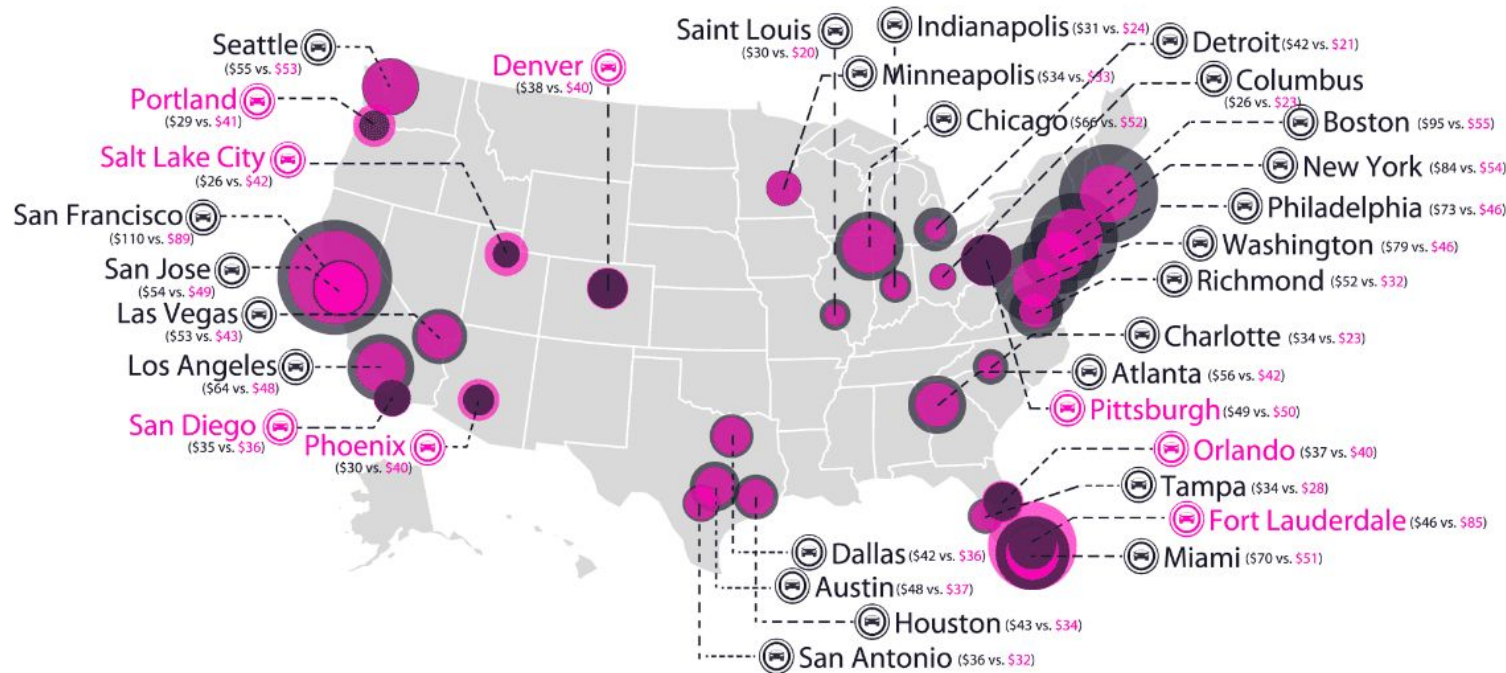 Seattle
($55 vs. $53)
Portland
($29 vs. $41)
Salt Lake City
($26 vs. $42)
San Francisco
($110 vs. $89)
San Jose
($54 vs. $49)
Las Vegas
($53 vs. $43)
Los Angeles
($64 vs. $48)
San Diego
($35 vs. $36)
Phoenix
($30 vs. $40)
Denver
($38 vs. $40)
Saint Louis
($30 vs. $20)
Indianapolis ($31 vs. $24)
Minneapolis ($34 vs. $33)
Chicago ($66 vs. $52)
Detroit ($42 vs. $21)
Columbus
($26 vs. $23)
Boston ($95 vs. $55)
New York ($84 vs. $54)
Philadelphia ($73 vs. $46)
Washington ($79 vs. $46)
Richmond ($52 vs. $32)
Charlotte ($34 vs. $23)
Atlanta ($56 vs. $42)
Pittsburgh ($49 vs. $50)
Orlando ($37 vs. $40)
Tampa ($34 vs. $28)
Fort Lauderdale ($46 vs. $85)
Miami ($70 vs. $51)
Dallas ($42 vs. $36)
Austin ($48 vs. $37)
Houston ($43 vs. $34)
San Antonio ($36 vs. $32)